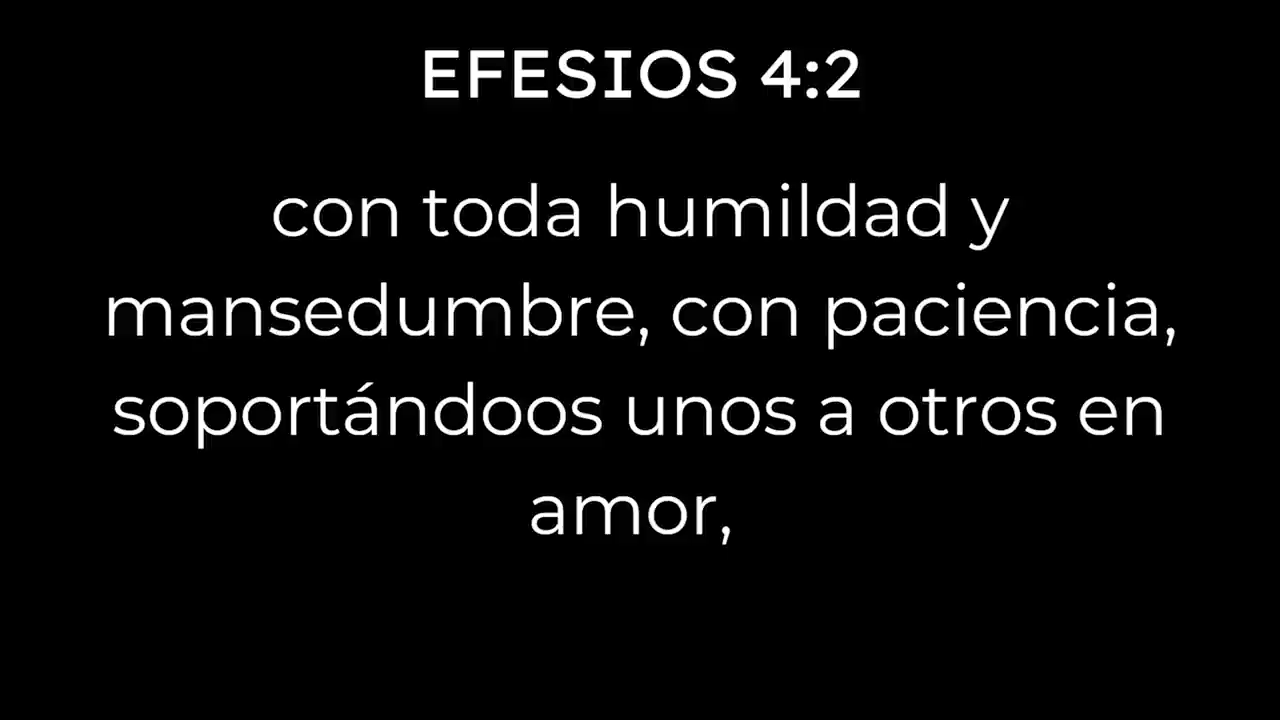 EFESIOS 4:2
con toda humildad y
mansedumbre, con paciencia,
soportándoos unos a otros en
amor,